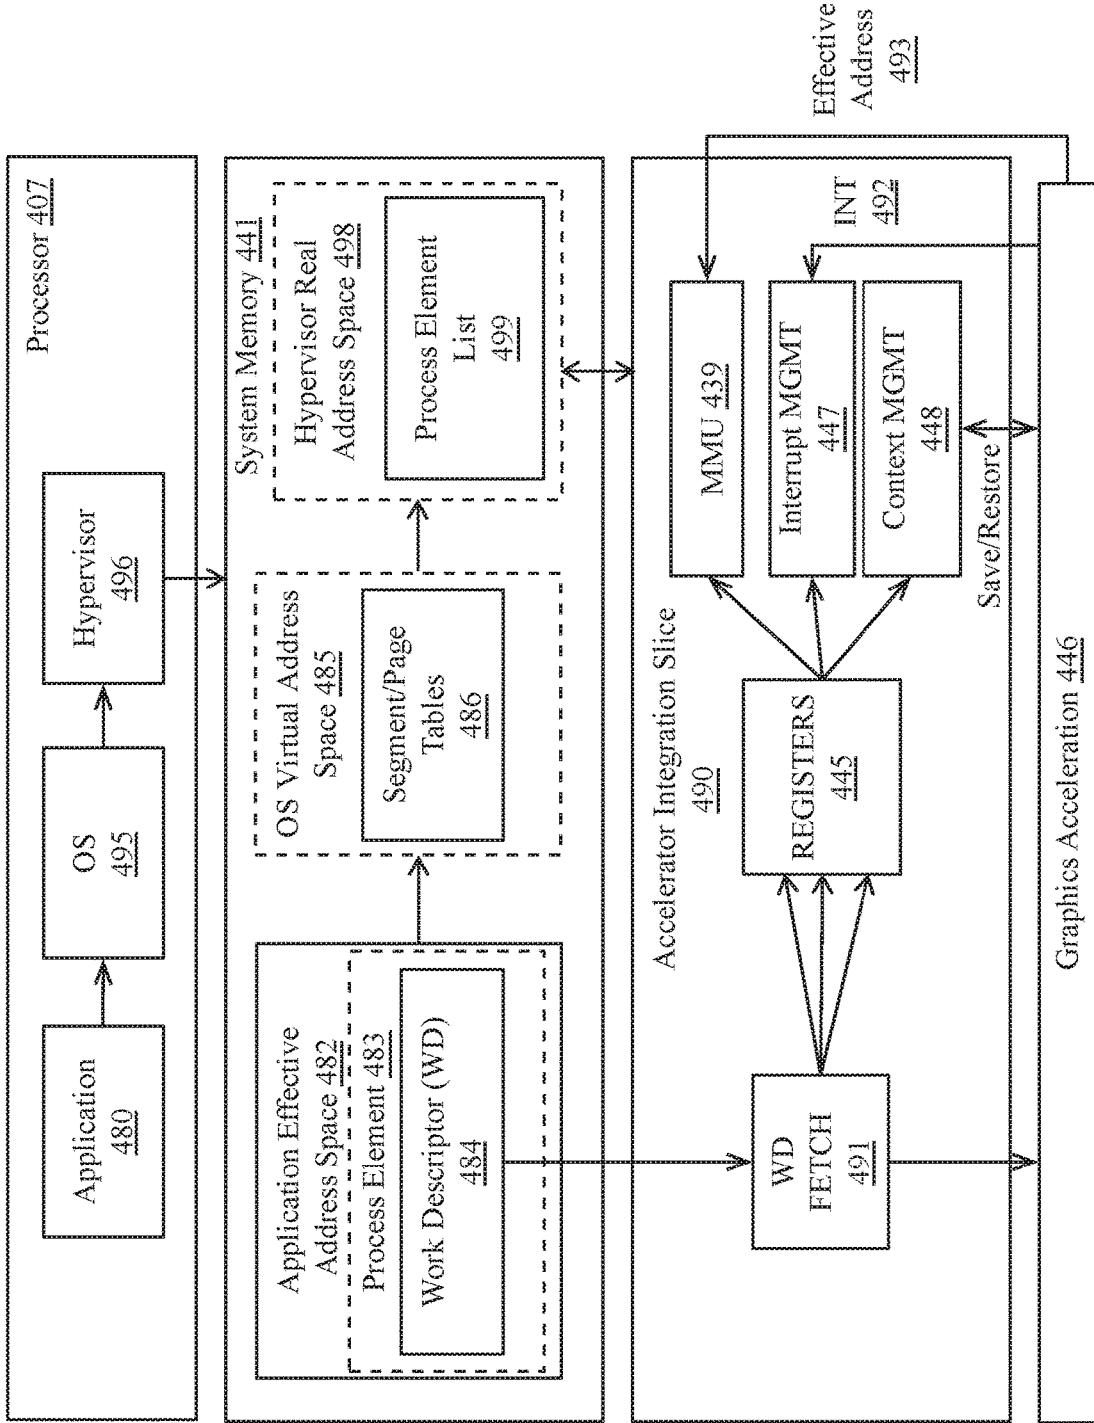 Processor 407
Application
480
OS
495
Hypervisor
496
System Memory 441
Application Effective
Address Space 482
Process Element 483
Work Descriptor (WD)
484
OS Virtual Address
Space 485
Segment/Page
Tables
486
Hypervisor Real
Address Space 498
Process Element
List
499
Accelerator Integration Slice
490
WD
FETCH
491
REGISTERS
445
MMU 439
Interrupt MGMT
447
Context MGMT
448
Save/Restore
INT
492
Effective
Address
493
Graphics Acceleration 446